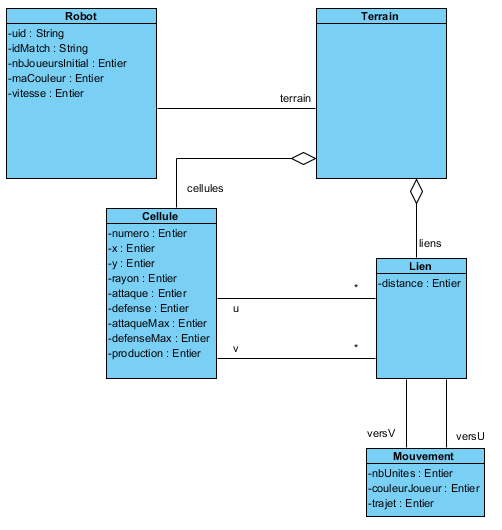 Robot
-uid : String
-idMatch : String
-nbJoueursInitial : Entier
-maCouleur : Entier
-vitesse : Entier
Terrain
terrain
cellules
liens
Cellule
-numero : Entier
-x : Entier
-y : Entier
-rayon : Entier
-attaque : Entier
-defense : Entier
-attaqueMax : Entier
-defenseMax : Entier
-production : Entier
Lien
-distance : Entier
*
u
v
*
versV
versU
Mouvement
-nbUnites : Entier
-couleurJoueur : Entier
-trajet : Entier